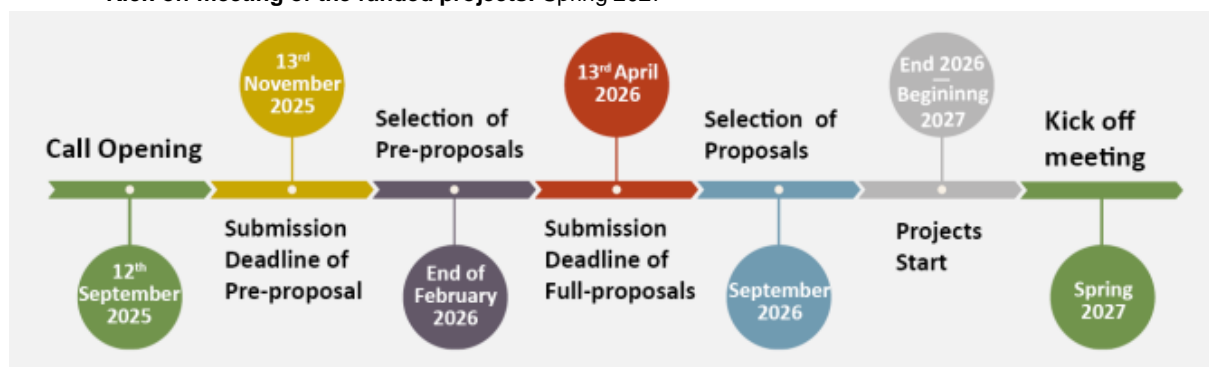 Kick off meeting of the funded projects: Spring 2027
Call Opening
12th
September
2025
13rd
November
2025
Submission
Deadline of
Pre-proposal
Selection of
Pre-proposals
End of
February
2026
13rd April
2026
Submission
Deadline of
Full-proposals
Selection of
Proposals
September
2026
End 2026
—
Begininng
2027
Projects
Start
Kick off
meeting
Spring
2027